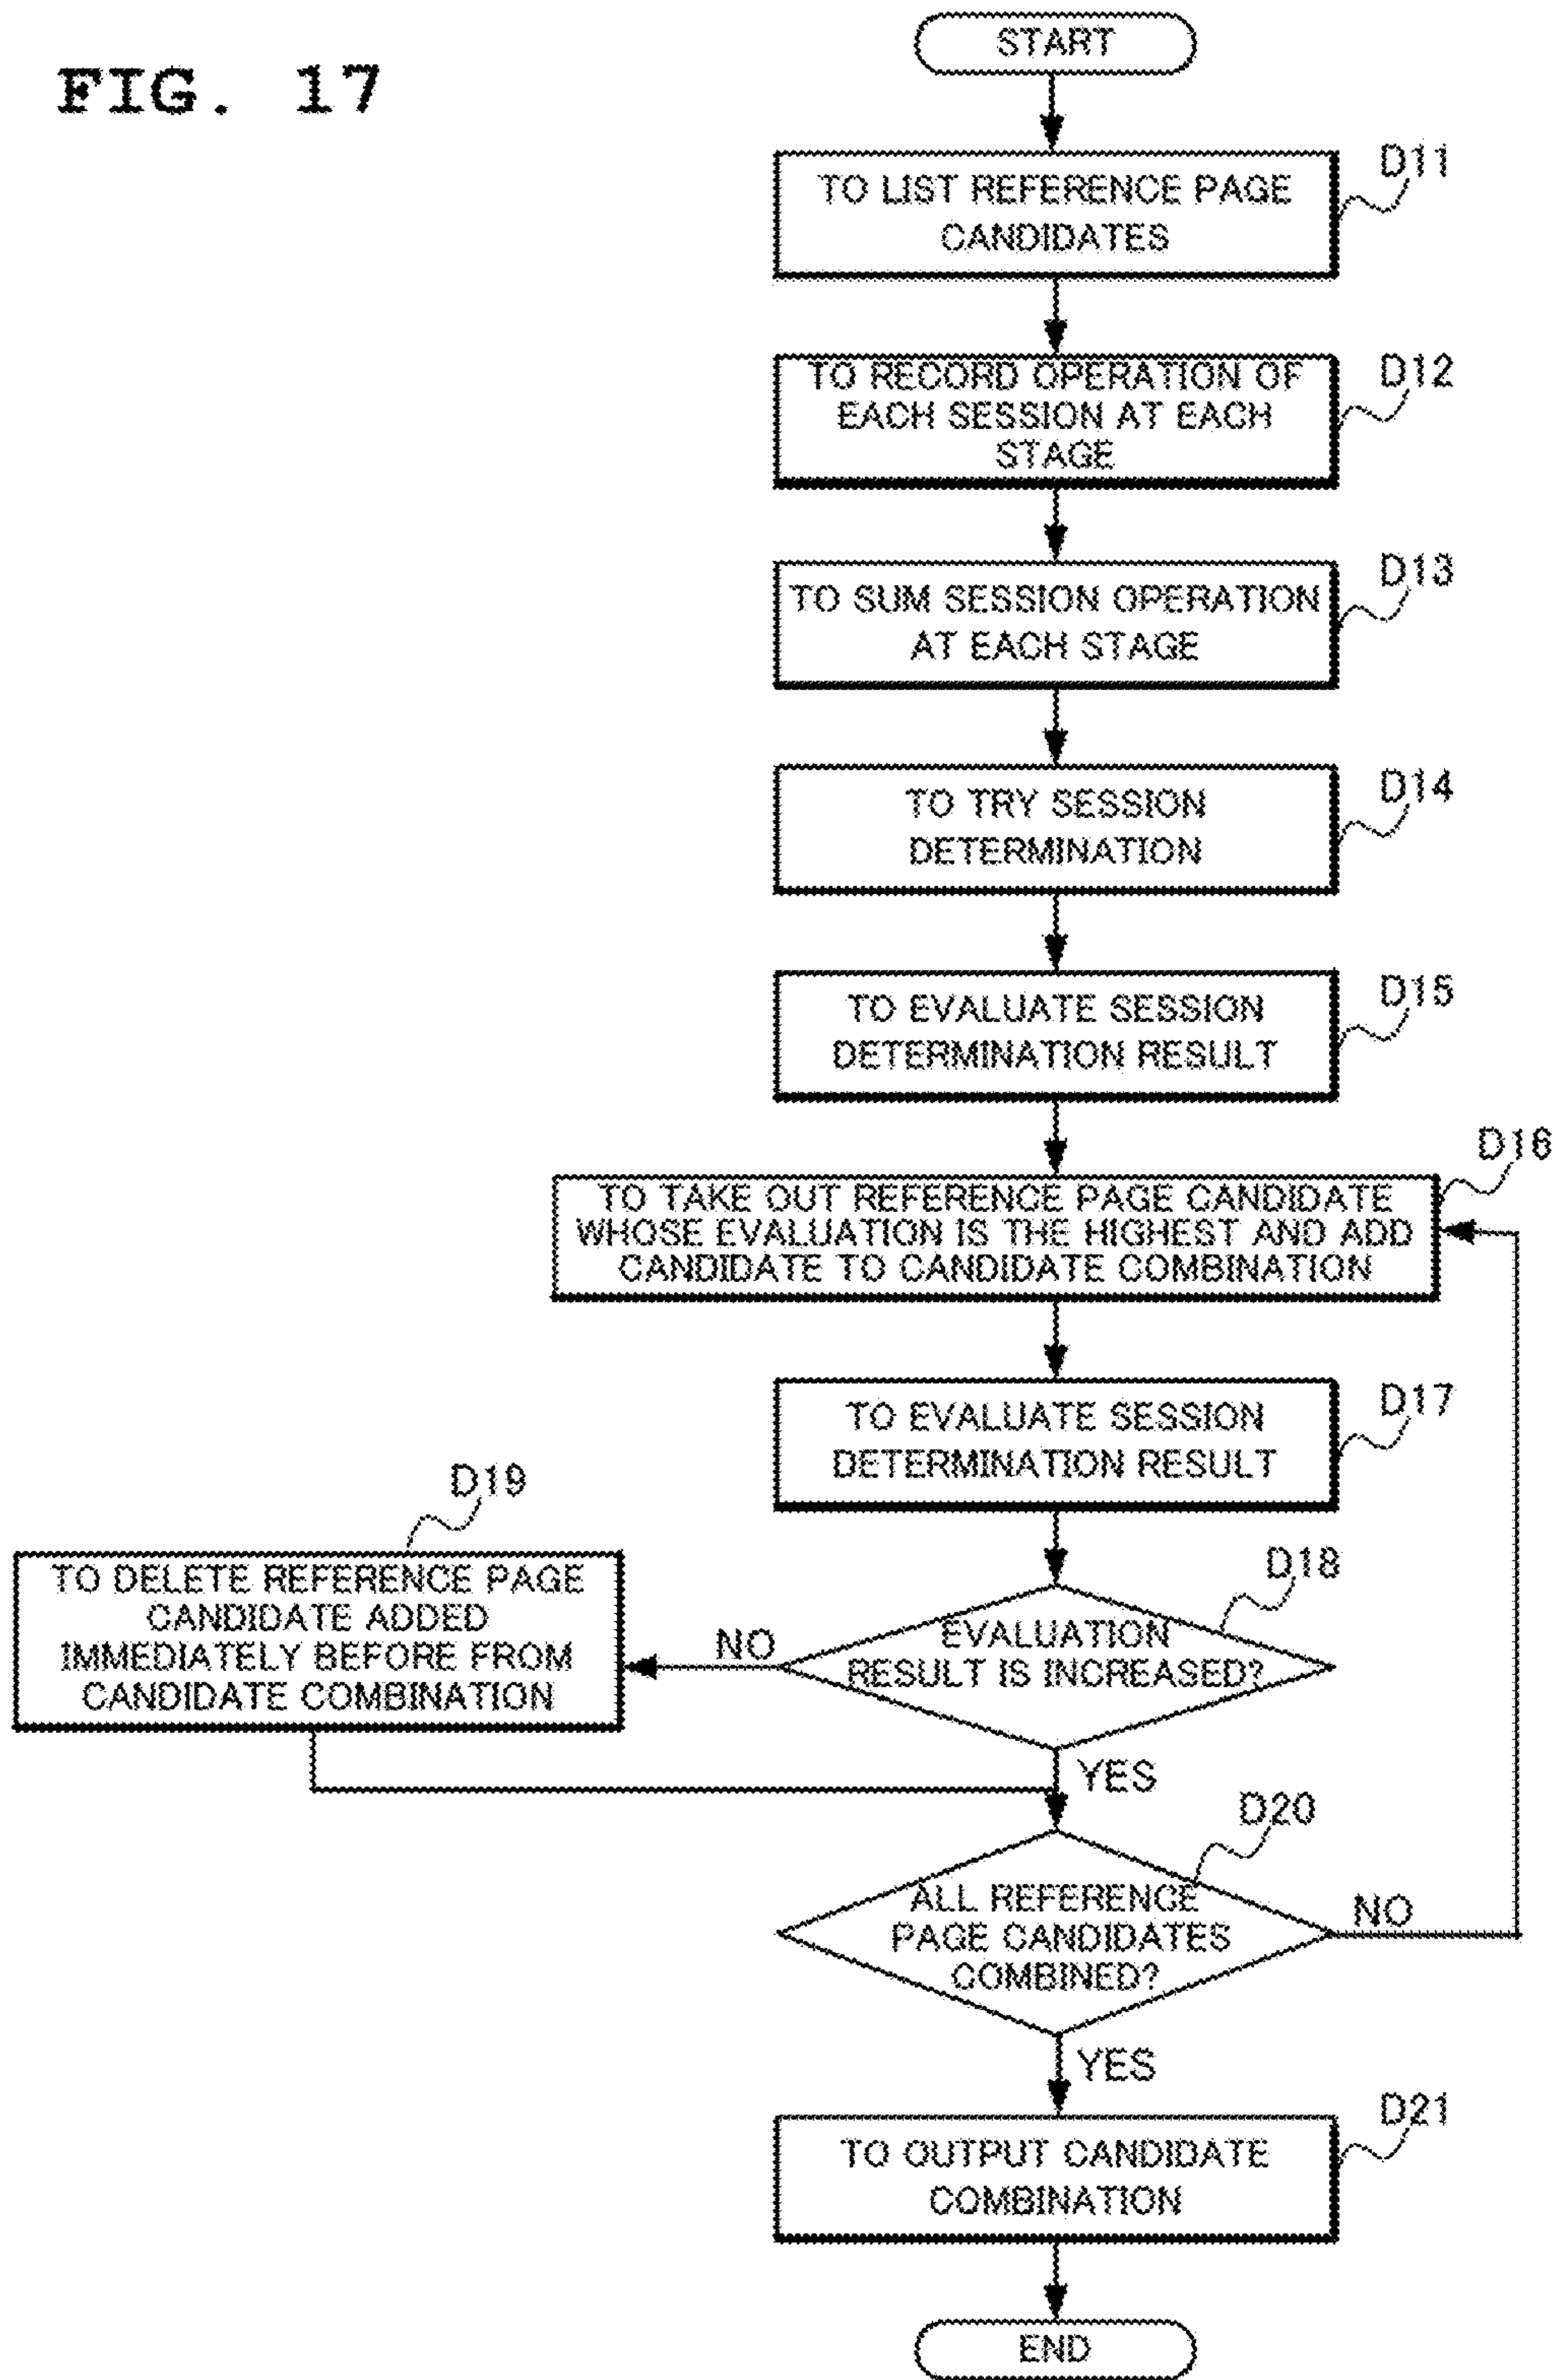 FIG. 17
START
D11
TO LIST REFERENCE PAGE
CANDIDATES
D12
TO RECORD OPERATION OF
EACH SESSION AT EACH
STAGE
D13
TO SUM SESSION OPERATION
AT EACH STAGE
D14
TO TRY SESSION
DETERMINATION
D15
TO EVALUATE SESSION
DETERMINATION RESULT
D16
TO TAKE OUT REFERENCE PAGE CANDIDATE
WHOSE EVALUATION IS THE HIGHEST AND ADD
CANDIDATE TO CANDIDATE COMBINATION
D17
TO EVALUATE SESSION
DETERMINATION RESULT
D18
EVALUATION
RESULT IS INCREASED?
NO
D19
TO DELETE REFERENCE PAGE
CANDIDATE ADDED
IMMEDIATELY BEFORE FROM
CANDIDATE COMBINATION
YES
D20
ALL REFERENCE
PAGE CANDIDATES
COMBINED?
NO
YES
D21
TO OUTPUT CANDIDATE
COMBINATION
END